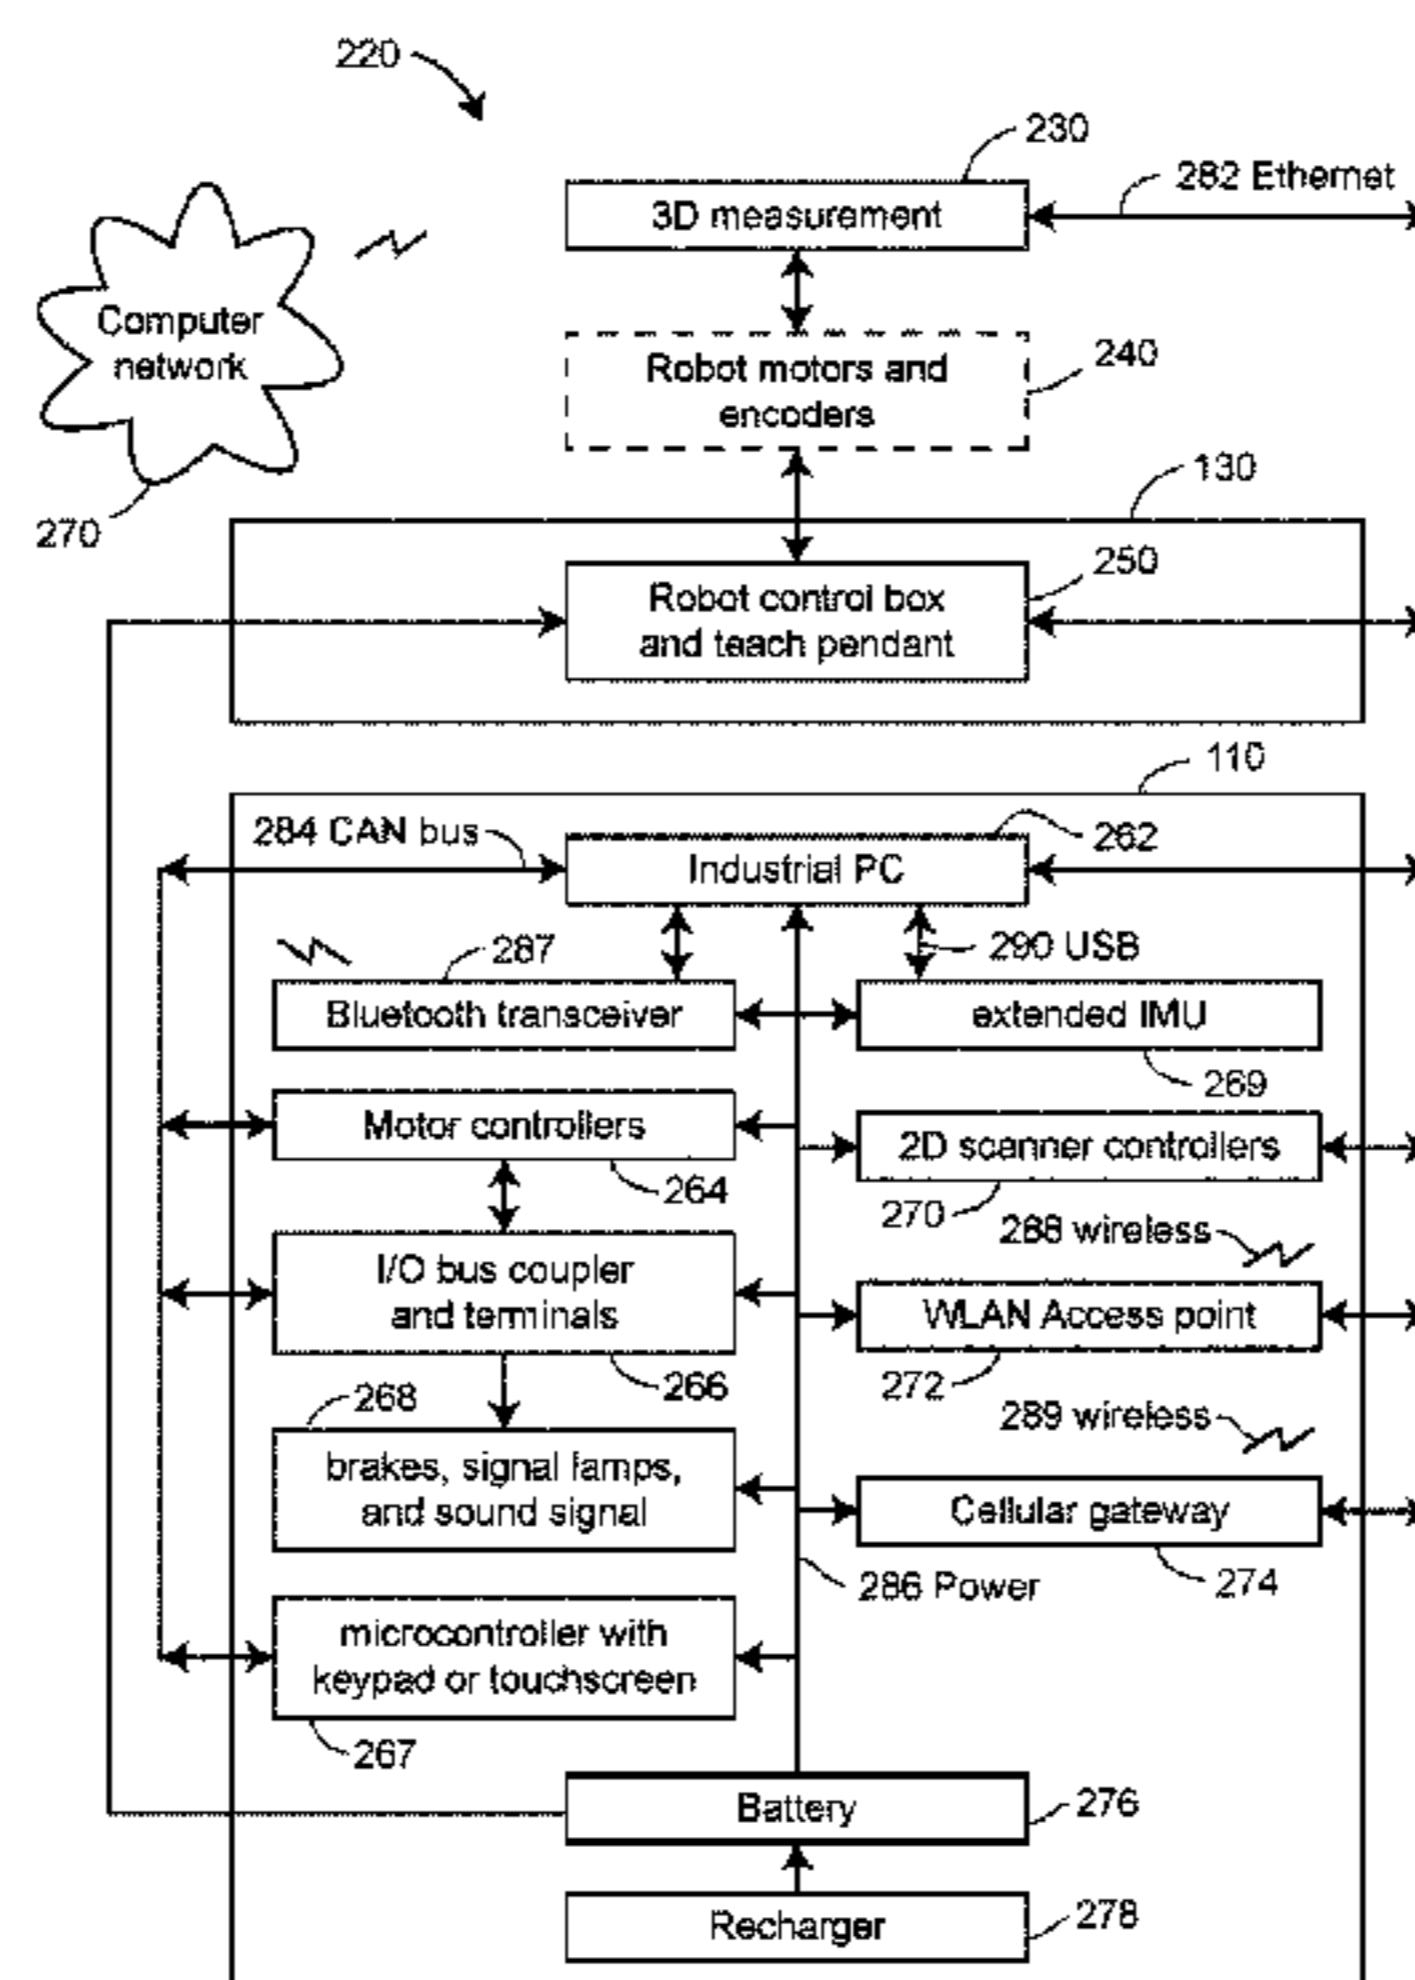 220
230
282 Ethernet
3D measurement
Computer
network
240
Robot motors and
encoders
130
270
250
Robot control box
and teach pendant
110
284 CAN bus
262
Industrial PC
287
290 USB
Bluetooth transceiver
extended IMU
269
Motor controllers
2D scanner controllers
264
270
288 wireless
I/O bus coupler
and terminals
WLAN Access point
266
272
268
289 wireless
brakes, signal lamps,
and sound signal
Cellular gateway
286 Power
274
microcontroller with
keypad or touchscreen
267
Battery
276
Recharger
278